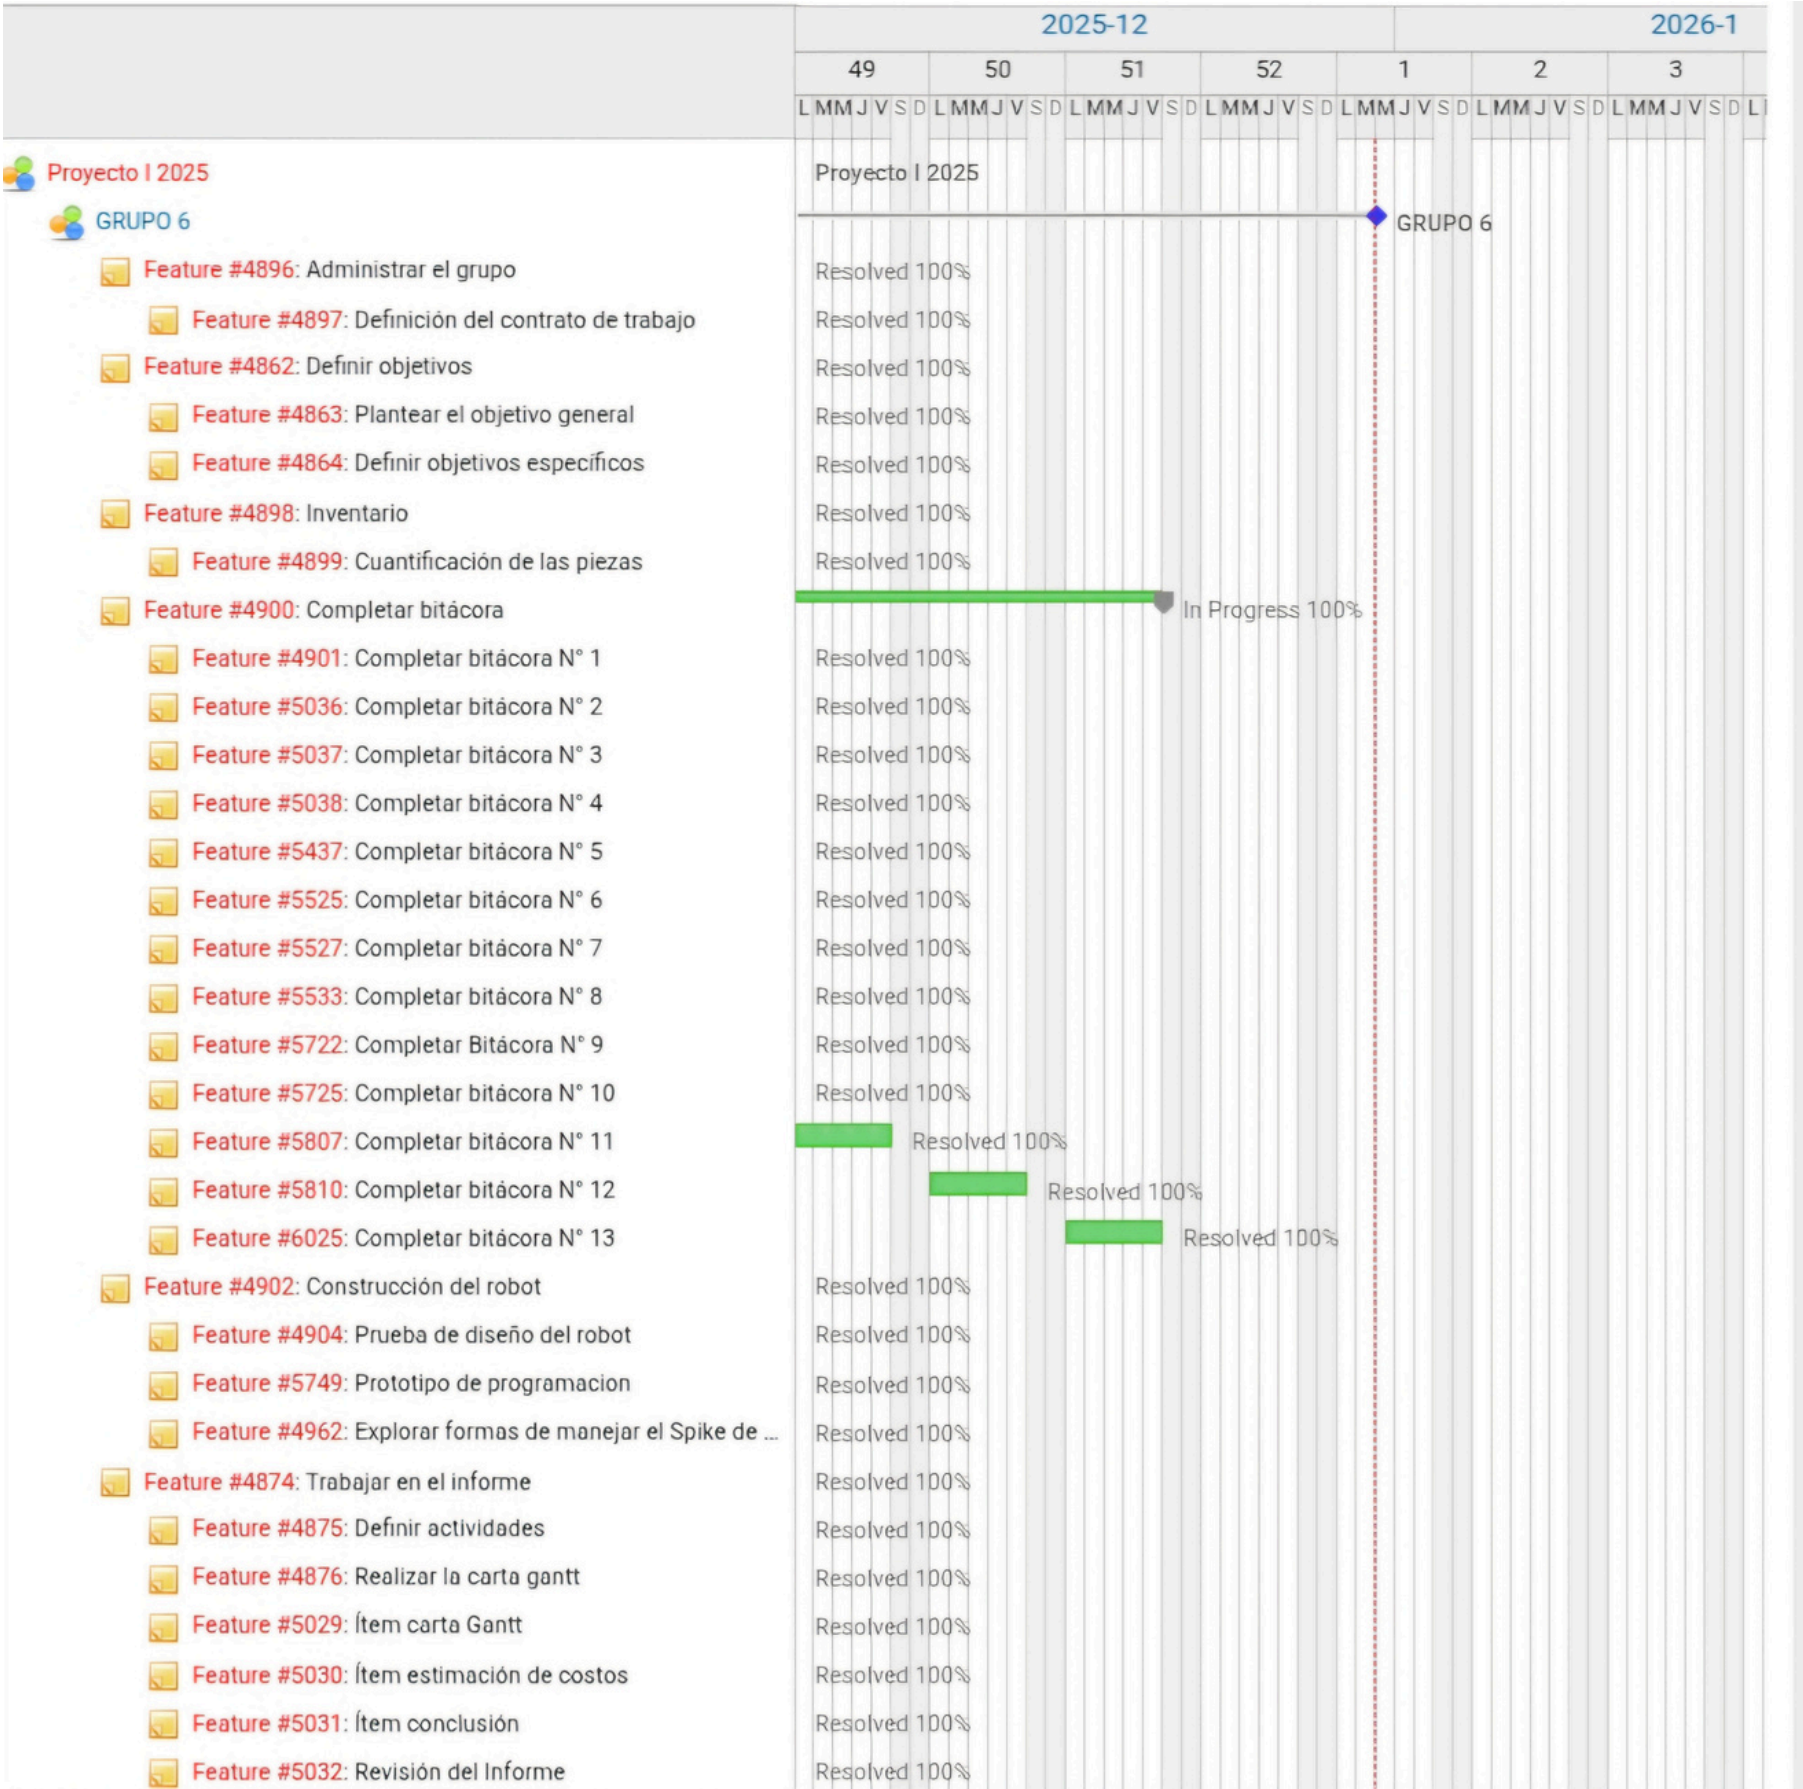 2025-12 2026-1
49 50 51 52 1 2 3
L M M J V S D L M M J V S D L M M J V S D L M M J V S D L M M J V S D L M M J V S D L M M J V S D L
Proyecto I 2025 Proyecto I 2025
GRUPO 6 GRUPO 6
Feature #4896: Administrar el grupo Resolved 100%
Feature #4897: Definición del contrato de trabajo Resolved 100%
Feature #4862: Definir objetivos Resolved 100%
Feature #4863: Plantear el objetivo general Resolved 100%
Feature #4864: Definir objetivos específicos Resolved 100%
Feature #4898: Inventario Resolved 100%
Feature #4899: Cuantificación de las piezas Resolved 100%
Feature #4900: Completar bitácora In Progress 100%
Feature #4901: Completar bitácora N° 1 Resolved 100%
Feature #5036: Completar bitácora N° 2 Resolved 100%
Feature #5037: Completar bitácora N° 3 Resolved 100%
Feature #5038: Completar bitácora N° 4 Resolved 100%
Feature #5437: Completar bitácora N° 5 Resolved 100%
Feature #5525: Completar bitácora N° 6 Resolved 100%
Feature #5527: Completar bitácora N° 7 Resolved 100%
Feature #5533: Completar bitácora N° 8 Resolved 100%
Feature #5722: Completar Bitácora N° 9 Resolved 100%
Feature #5725: Completar bitácora N° 10 Resolved 100%
Feature #5807: Completar bitácora N° 11 Resolved 100%
Feature #5810: Completar bitácora N° 12 Resolved 100%
Feature #6025: Completar bitácora N° 13 Resolved 100%
Feature #4902: Construcción del robot Resolved 100%
Feature #4904: Prueba de diseño del robot Resolved 100%
Feature #5749: Prototipo de programacion Resolved 100%
Feature #4962: Explorar formas de manejar el Spike de ... Resolved 100%
Feature #4874: Trabajar en el informe Resolved 100%
Feature #4875: Definir actividades Resolved 100%
Feature #4876: Realizar la carta gantt Resolved 100%
Feature #5029: Ítem carta Gantt Resolved 100%
Feature #5030: Ítem estimación de costos Resolved 100%
Feature #5031: Ítem conclusión Resolved 100%
Feature #5032: Revisión del Informe Resolved 100%